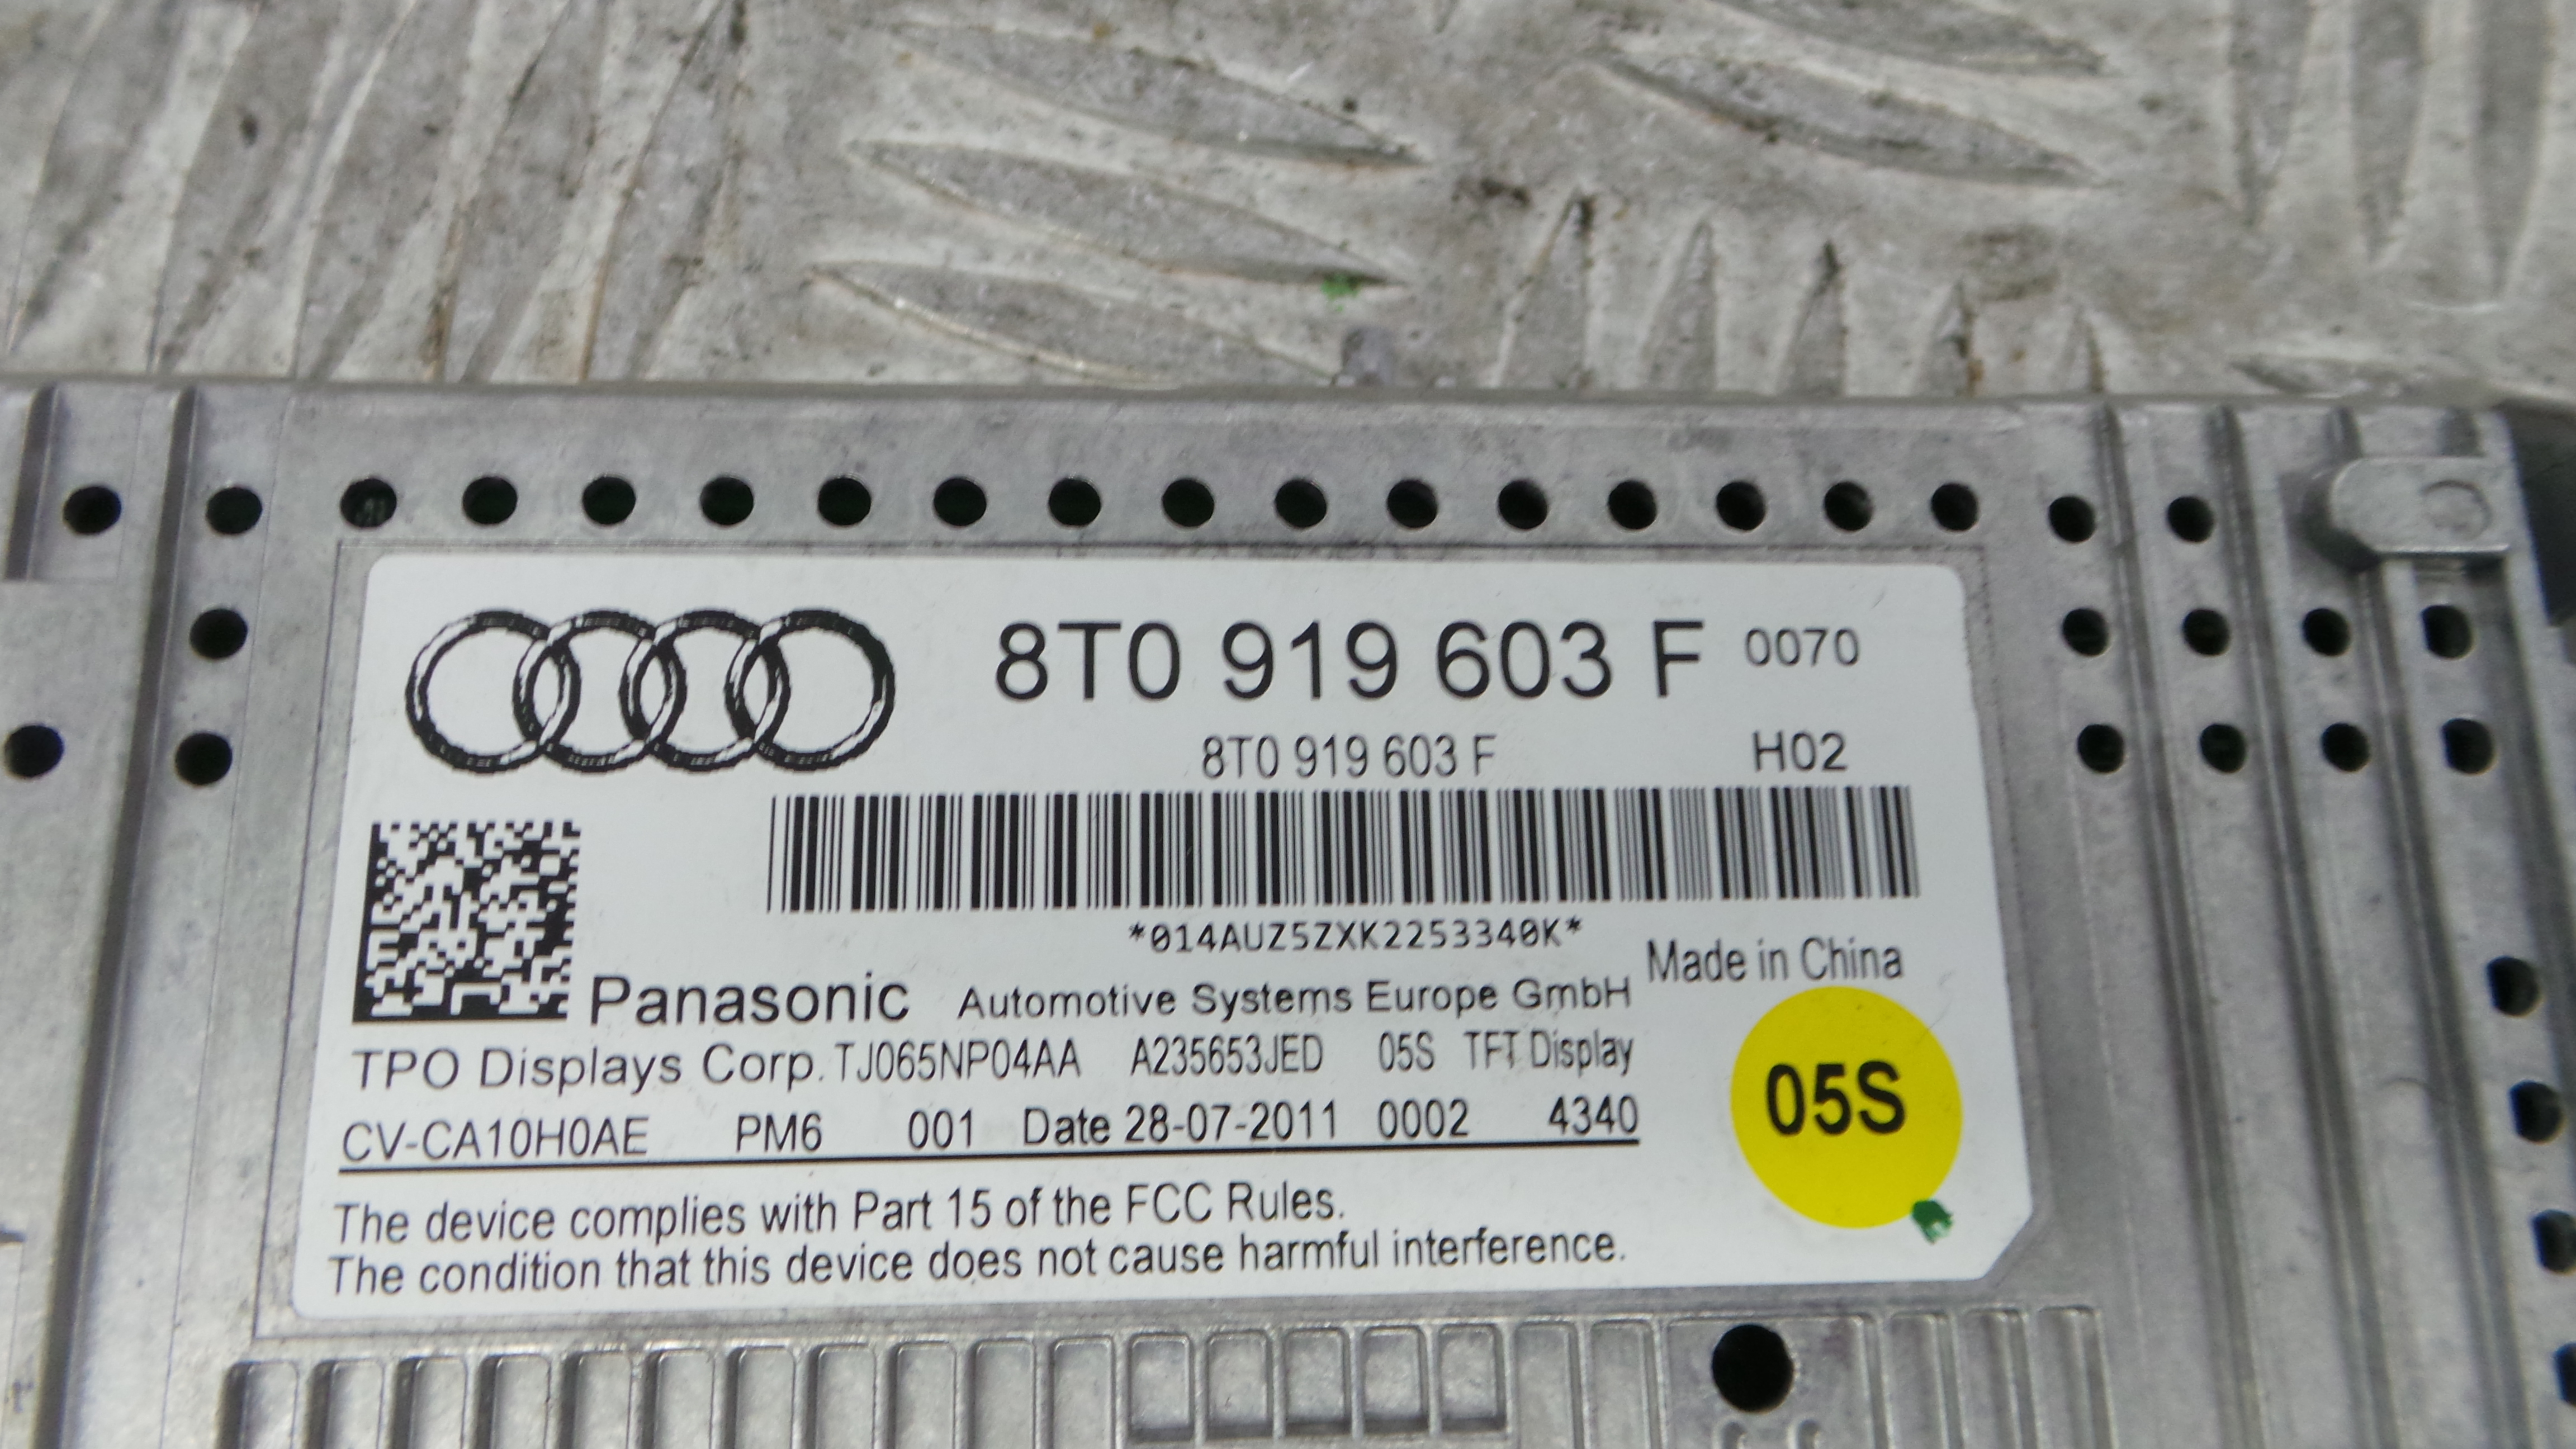 8T0 919 603 F 0070
8T0 919 603 F H02
*014AUZ5ZXK2253340K*
Made in China
Panasonic Automotive Systems Europe GmbH
TPO Displays Corp. TJ065NP04AA A235653JED 05S TFT Display
05S
CV-CA10H0AE PM6 001 Date 28-07-2011 0002 4340
The device complies with Part 15 of the FCC Rules.
The condition that this device does not cause harmful interference.